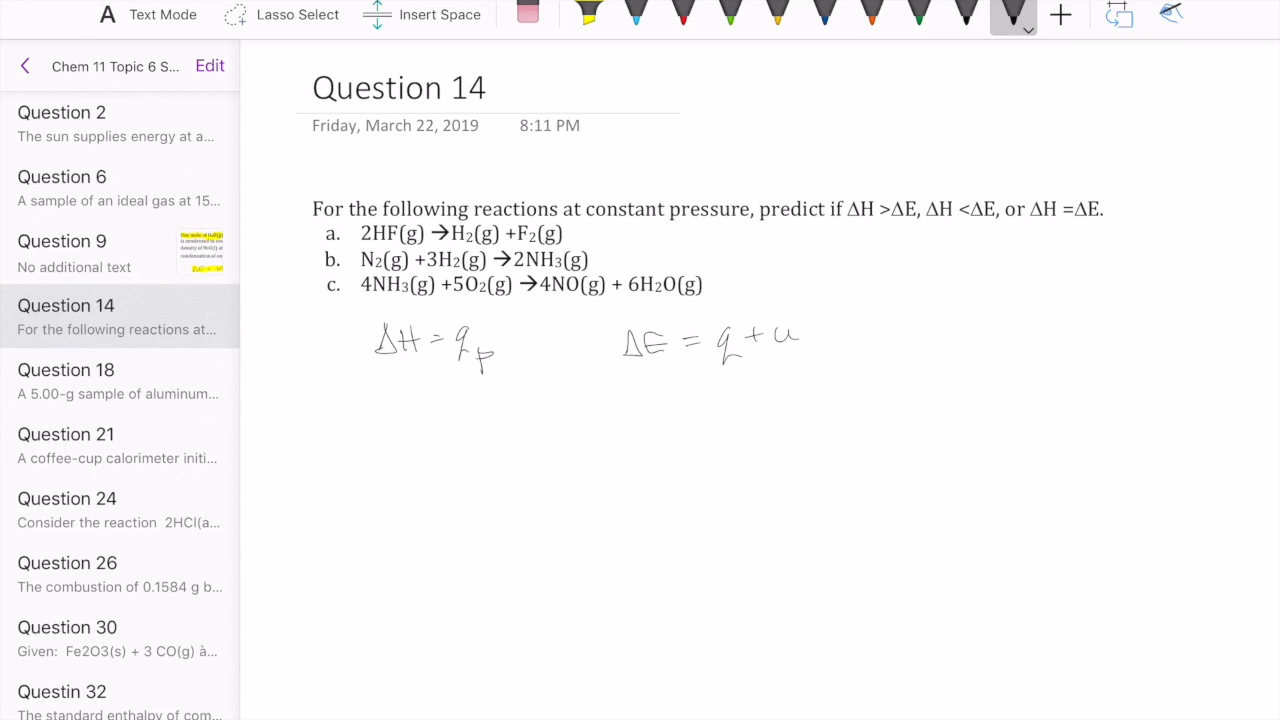 Text Mode
Lasso Select
Insert Space
Chem 11 Topic 6 S...
Edit
Question 2
The sun supplies energy at a...
Question 6
A sample of an ideal gas at 15...
Question 9
No additional text
Question 14
For the following reactions at...
Question 18
A 5.00-g sample of aluminum...
Question 21
A coffee-cup calorimeter initi...
Question 24
Consider the reaction 2HCl(a...
Question 26
The combustion of 0.1584 g b...
Question 30
Given: Fe2O3(s) + 3 CO(g) à...
Questin 32
The standard enthalpy of com...
Question 14
Friday, March 22, 2019 8:11 PM
For the following reactions at constant pressure, predict if ΔH >ΔE, ΔH <ΔE, or ΔH =ΔE.
a. 2HF(g) →H₂(g) +F₂(g)
b. N₂(g) +3H₂(g) →2NH₃(g)
c. 4NH₃(g) +5O₂(g) →4NO(g) + 6H₂O(g)
ΔH = qₚ ΔE = q + u